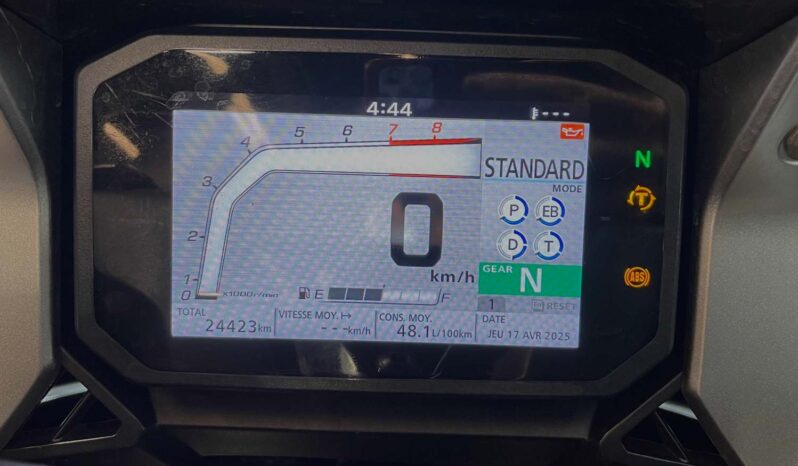 4:44
---
4 5 6 7 8
3
2
1
0
x1000r/min
STANDARD
MODE
P EB
D T
0
km/h
GEAR N
E F
1 RESET
TOTAL
24423km
VITESSE MOY.
---km/h
CONS. MOY.
48.1L/100km
DATE
JEU 17 AVR 2025
N
T
ABS